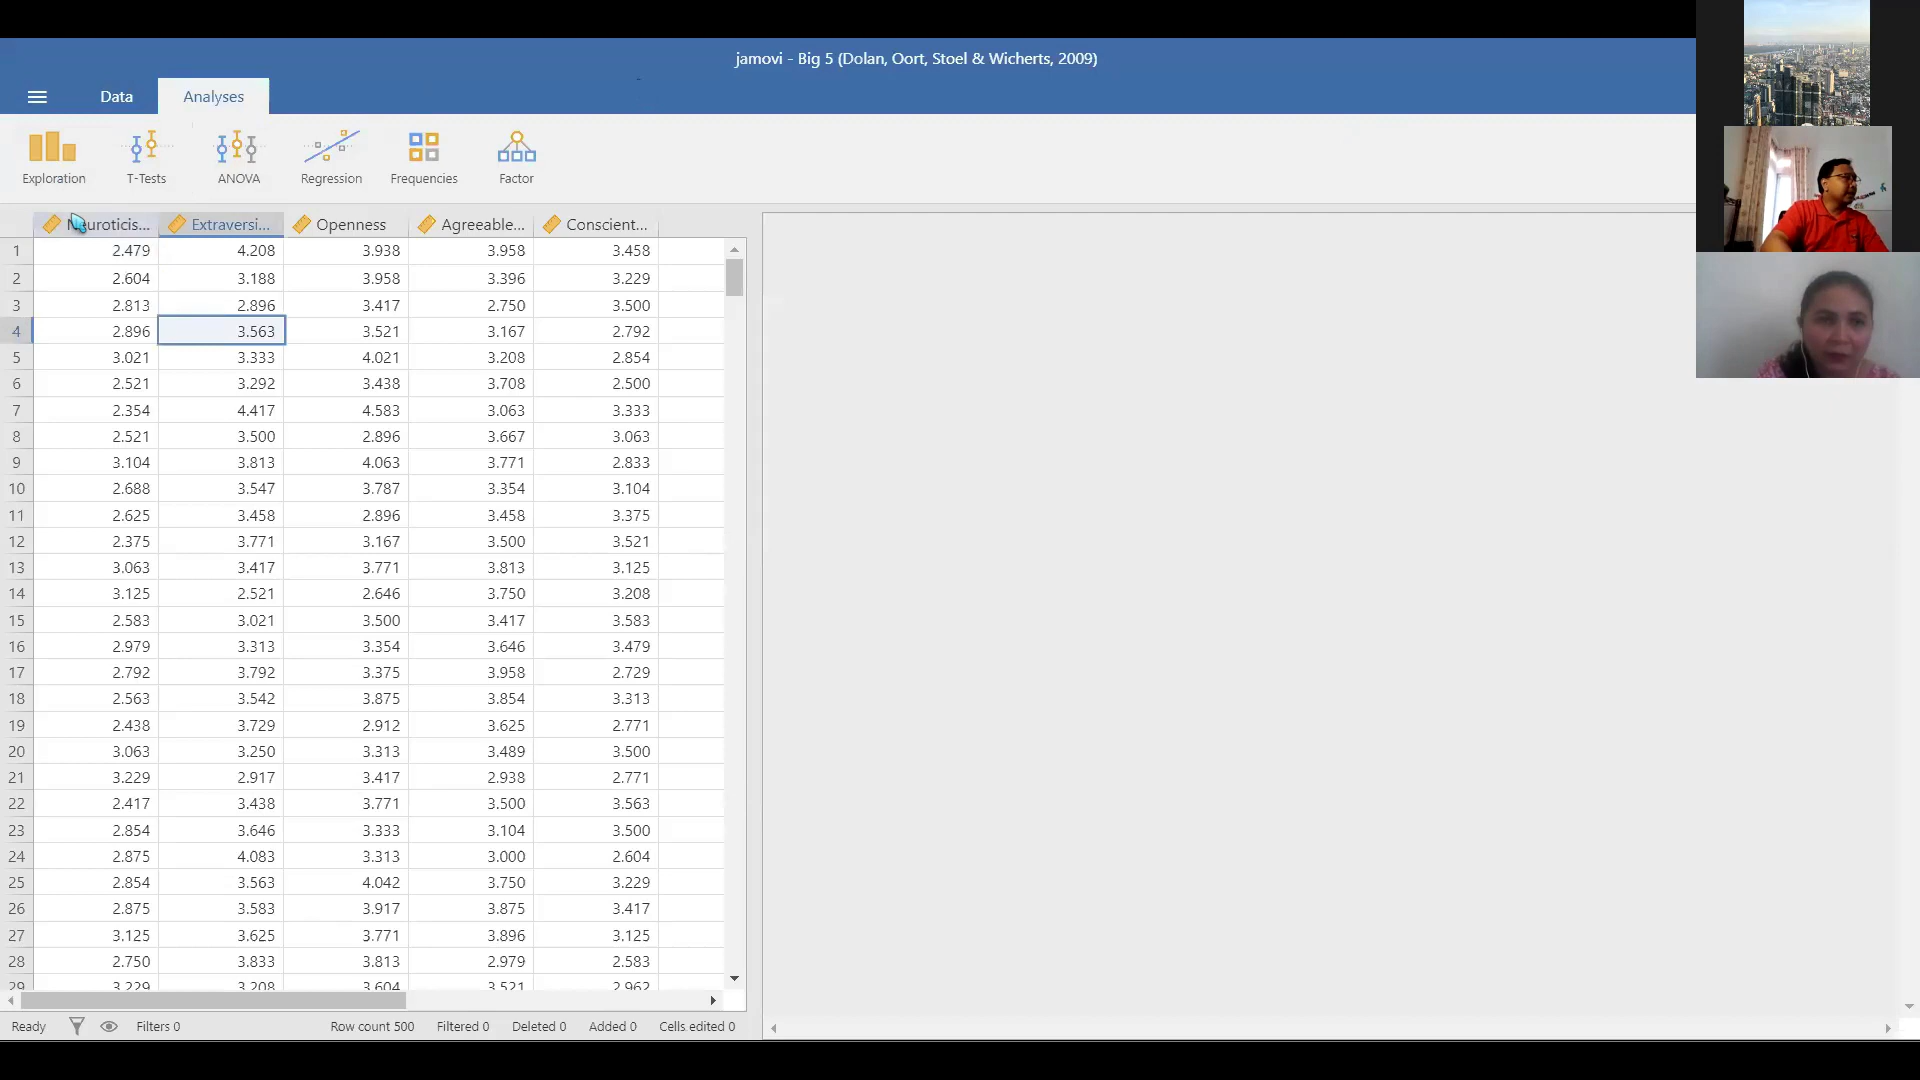 jamovi - Big 5 (Dolan, Oort, Stoel & Wicherts, 2009)
Data Analyses
Exploration T-Tests ANOVA Regression Frequencies Factor
Neuroticis... Extraversi... Openness Agreeable... Conscient...
1 2.479 4.208 3.938 3.958 3.458
2 2.604 3.188 3.958 3.396 3.229
3 2.813 2.896 3.417 2.750 3.500
4 2.896 3.563 3.521 3.167 2.792
5 3.021 3.333 4.021 3.208 2.854
6 2.521 3.292 3.438 3.708 2.500
7 2.354 4.417 4.583 3.063 3.333
8 2.521 3.500 2.896 3.667 3.063
9 3.104 3.813 4.063 3.771 2.833
10 2.688 3.547 3.787 3.354 3.104
11 2.625 3.458 2.896 3.458 3.375
12 2.375 3.771 3.167 3.500 3.521
13 3.063 3.417 3.771 3.813 3.125
14 3.125 2.521 2.646 3.750 3.208
15 2.583 3.021 3.500 3.417 3.583
16 2.979 3.313 3.354 3.646 3.479
17 2.792 3.792 3.375 3.958 2.729
18 2.563 3.542 3.875 3.854 3.313
19 2.438 3.729 2.912 3.625 2.771
20 3.063 3.250 3.313 3.489 3.500
21 3.229 2.917 3.417 2.938 2.771
22 2.417 3.438 3.771 3.500 3.563
23 2.854 3.646 3.333 3.104 3.500
24 2.875 4.083 3.313 3.000 2.604
25 2.854 3.563 4.042 3.750 3.229
26 2.875 3.583 3.917 3.875 3.417
27 3.125 3.625 3.771 3.896 3.125
28 2.750 3.833 3.813 2.979 2.583
29 3.229 3.208 3.604 3.521 2.962
Ready Filters 0 Row count 500 Filtered 0 Deleted 0 Added 0 Cells edited 0